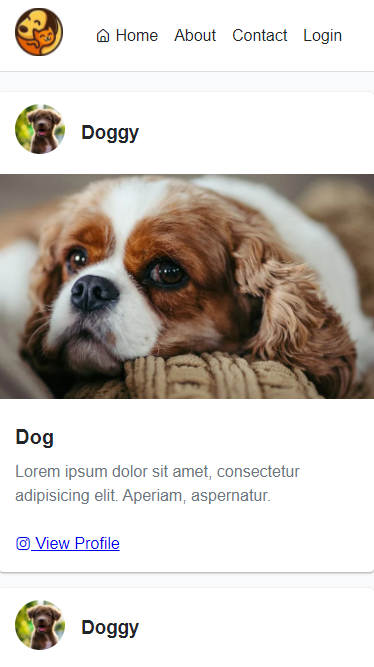 Home About Contact Login
Doggy
Dog
Lorem ipsum dolor sit amet, consectetur
adipisicing elit. Aperiam, aspernatur.
View Profile
Doggy